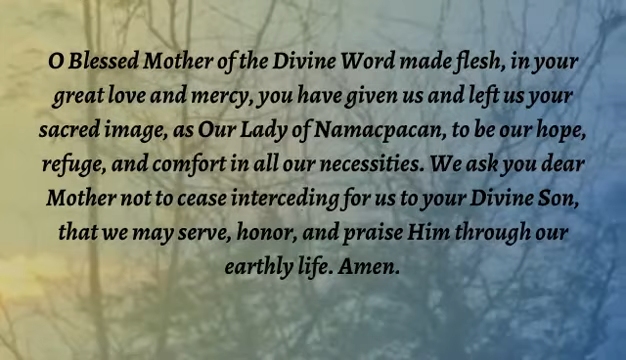 O Blessed Mother of the Divine Word made flesh, in your
great love and mercy, you have given us and left us your
sacred image, as Our Lady of Namacpacan, to be our hope,
refuge, and comfort in all our necessities. We ask you dear
Mother not to cease interceding for us to your Divine Son,
that we may serve, honor, and praise Him through our
earthly life. Amen.